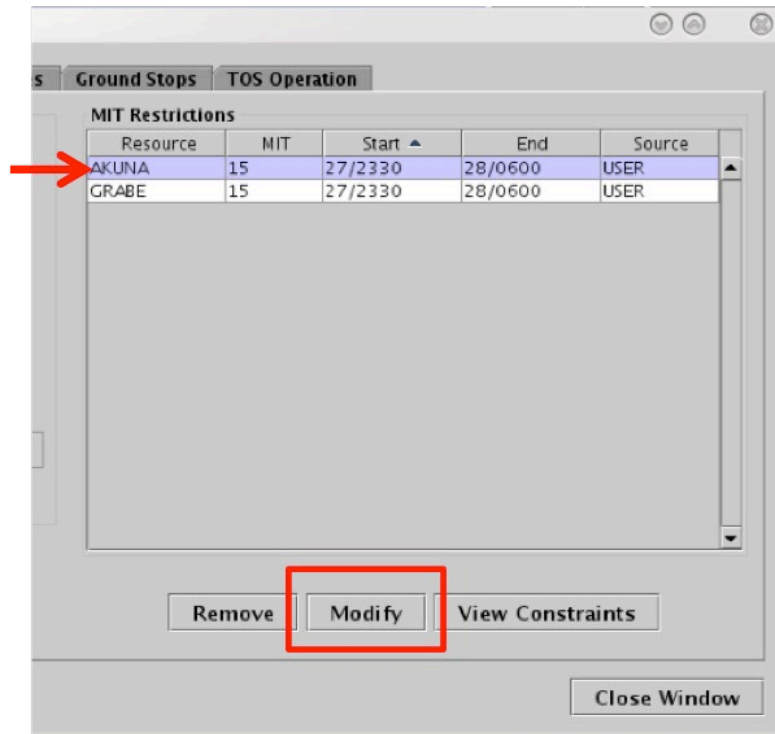 s Ground Stops TOS Operation
MIT Restrictions
Resource MIT Start End Source
AKUNA 15 27/2330 28/0600 USER
GRABE 15 27/2330 28/0600 USER
Remove Modify View Constraints
Close Window